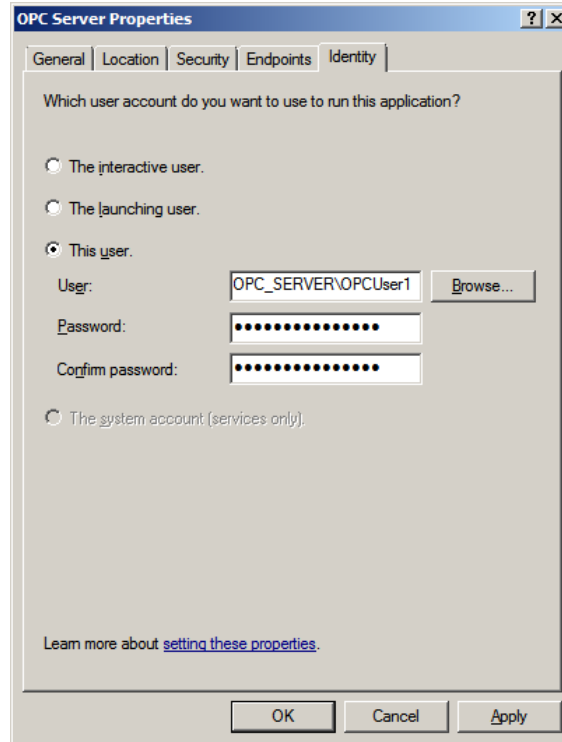 OPC Server Properties
General Location Security Endpoints Identity
Which user account do you want to use to run this application?
The interactive user.
The launching user.
This user.
User: OPC_SERVER\OPCUser1 Browse...
Password: ●●●●●●●●●●●●●●●
Confirm password: ●●●●●●●●●●●●●●●
The system account (services only).
Learn more about setting these properties.
OK Cancel Apply